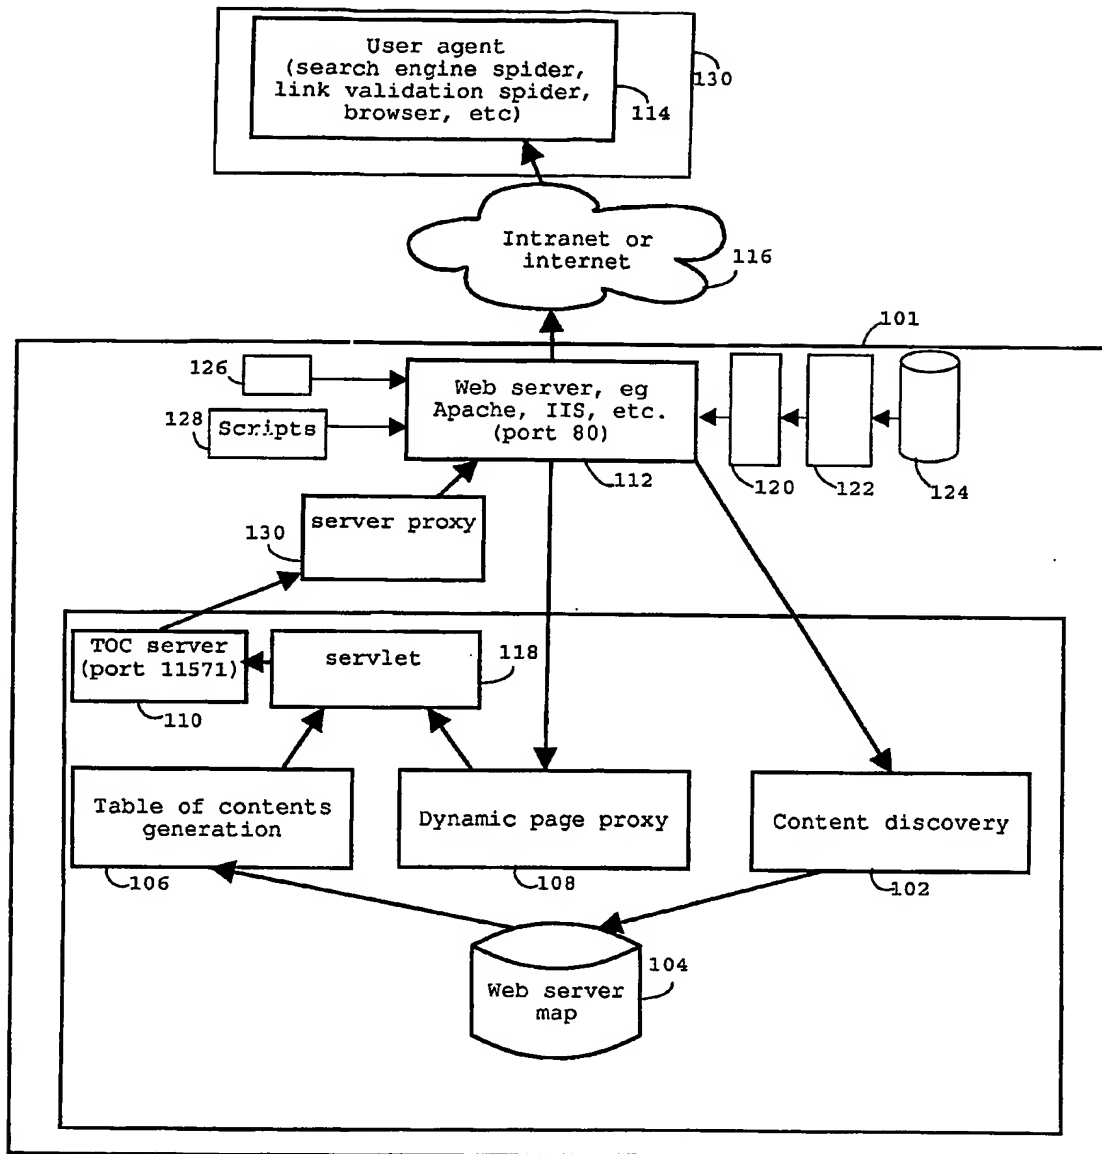 User agent
(search engine spider,
link validation spider,
browser, etc)
130
114
Intranet or
internet
116
101
126
128
Scripts
Web server, eg
Apache, IIS, etc.
(port 80)
112
120
122
124
server proxy
130
TOC server
(port 11571)
110
servlet
118
Table of contents
generation
106
Dynamic page proxy
108
Content discovery
102
Web server
map
104